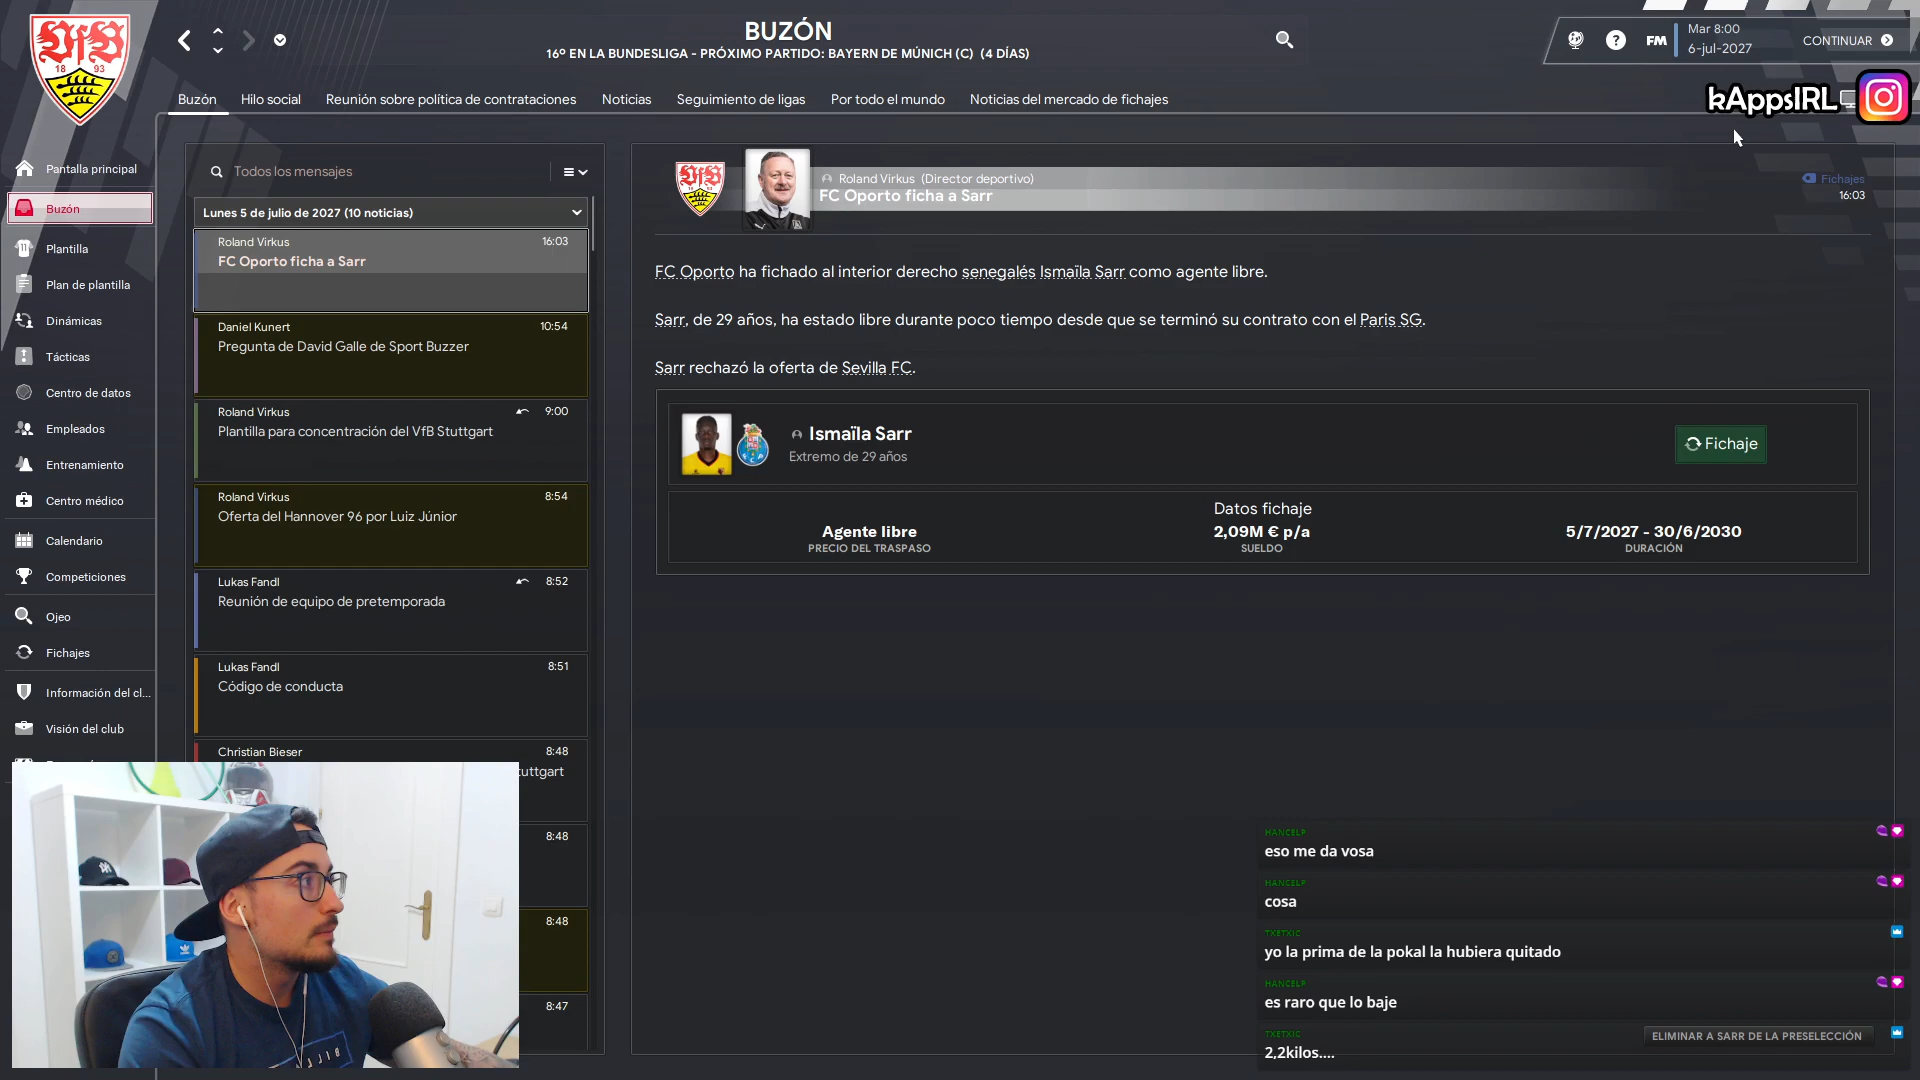 BUZÓN
16º EN LA BUNDESLIGA - PRÓXIMO PARTIDO: BAYERN DE MÚNICH (C) (4 DÍAS)
FM
Mar 8:00
6-jul-2027
CONTINUAR
18 93
Buzón
Hilo social
Reunión sobre política de contrataciones
Noticias
Seguimiento de ligas
Por todo el mundo
Noticias del mercado de fichajes
kAppsIRL
Pantalla principal
Buzón
Plantilla
Plan de plantilla
Dinámicas
Tácticas
Centro de datos
Empleados
Entrenamiento
Centro médico
Calendario
Competiciones
Ojeo
Fichajes
Información del cl...
Visión del club
Todos los mensajes
Lunes 5 de julio de 2027 (10 noticias)
Roland Virkus 16:03
FC Oporto ficha a Sarr
Daniel Kunert 10:54
Pregunta de David Galle de Sport Buzzer
Roland Virkus 9:00
Plantilla para concentración del VfB Stuttgart
Roland Virkus 8:54
Oferta del Hannover 96 por Luiz Júnior
Lukas Fandl 8:52
Reunión de equipo de pretemporada
Lukas Fandl 8:51
Código de conducta
Christian Bieser 8:48
tuttgart
8:48
8:48
8:47
Roland Virkus (Director deportivo)
FC Oporto ficha a Sarr
Fichajes
16:03
FC Oporto ha fichado al interior derecho senegalés Ismaïla Sarr como agente libre.
Sarr, de 29 años, ha estado libre durante poco tiempo desde que se terminó su contrato con el Paris SG.
Sarr rechazó la oferta de Sevilla FC.
Ismaïla Sarr
Extremo de 29 años
Fichaje
Datos fichaje
Agente libre
PRECIO DEL TRASPASO
2,09M € p/a
SUELDO
5/7/2027 - 30/6/2030
DURACIÓN
HANCELP
eso me da vosa
HANCELP
cosa
TXETXIC
yo la prima de la pokal la hubiera quitado
HANCELP
es raro que lo baje
TXETXIC
2,2kilos....
ELIMINAR A SARR DE LA PRESELECCIÓN